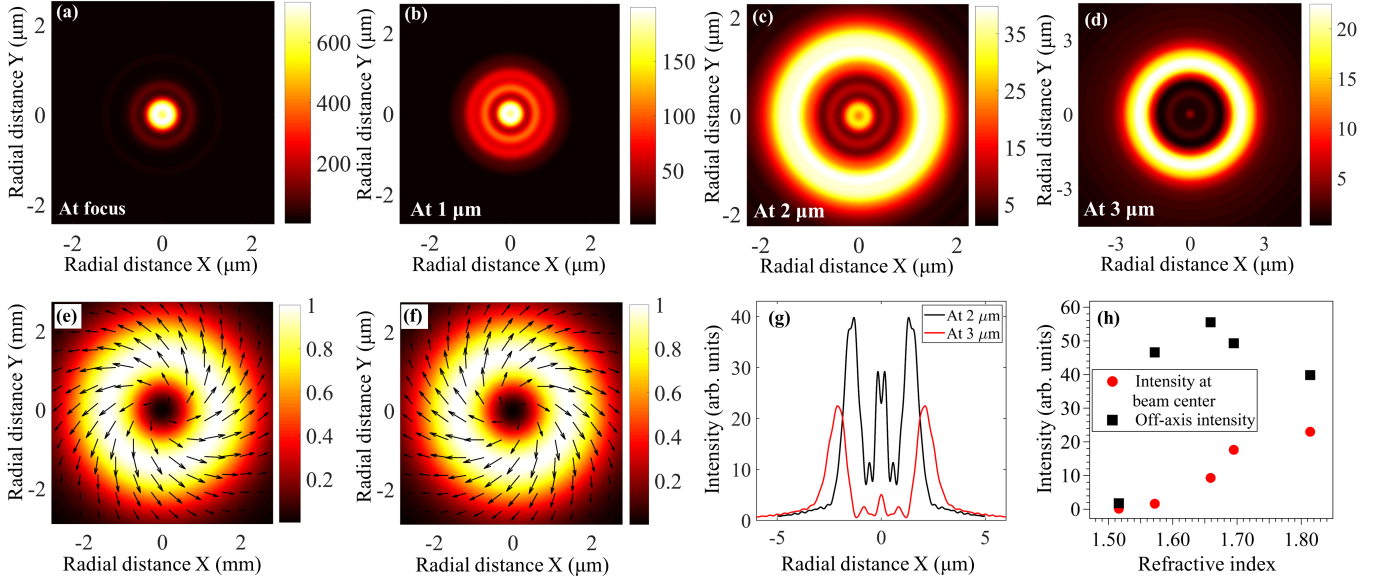 (a)
Radial distance Y (μm)
2
0
-2
At focus
-2
0
2
Radial distance X (μm)
600
400
200
(b)
Radial distance Y (μm)
2
0
-2
At 1 μm
-2
0
2
Radial distance X (μm)
150
100
50
(c)
Radial distance Y (μm)
2
1
0
-1
-2
At 2 μm
-2
-1
0
1
2
Radial distance X (μm)
35
25
15
5
(d)
Radial distance Y (μm)
3
0
-3
At 3 μm
-3
0
3
Radial distance X (μm)
20
15
10
5
(e)
Radial distance Y (mm)
2
0
-2
-2
0
2
Radial distance X (mm)
1
0.8
0.6
0.4
0.2
(f)
Radial distance Y (μm)
2
0
-2
-2
0
2
Radial distance X (μm)
1
0.8
0.6
0.4
0.2
(g)
Intensity (arb. units)
40
30
20
10
0
At 2 μm
At 3 μm
-5
0
5
Radial distance X (μm)
(h)
Intensity (arb. units)
60
50
40
30
20
10
0
Intensity at
beam center
Off-axis intensity
1.50
1.60
1.70
1.80
Refractive index